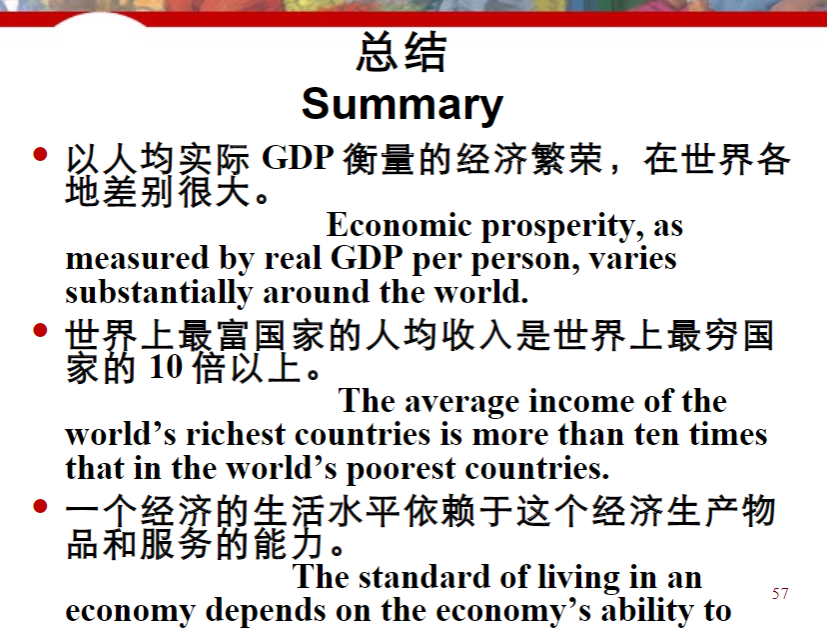 总结
Summary
• 以人均实际 GDP 衡量的经济繁荣，在世界各
地差别很大。
Economic prosperity, as
measured by real GDP per person, varies
substantially around the world.
• 世界上最富国家的人均收入是世界上最穷国
家的 10 倍以上。
The average income of the
world’s richest countries is more than ten times
that in the world’s poorest countries.
• 一个经济的生活水平依赖于这个经济生产物
品和服务的能力。
The standard of living in an
economy depends on the economy’s ability to
57